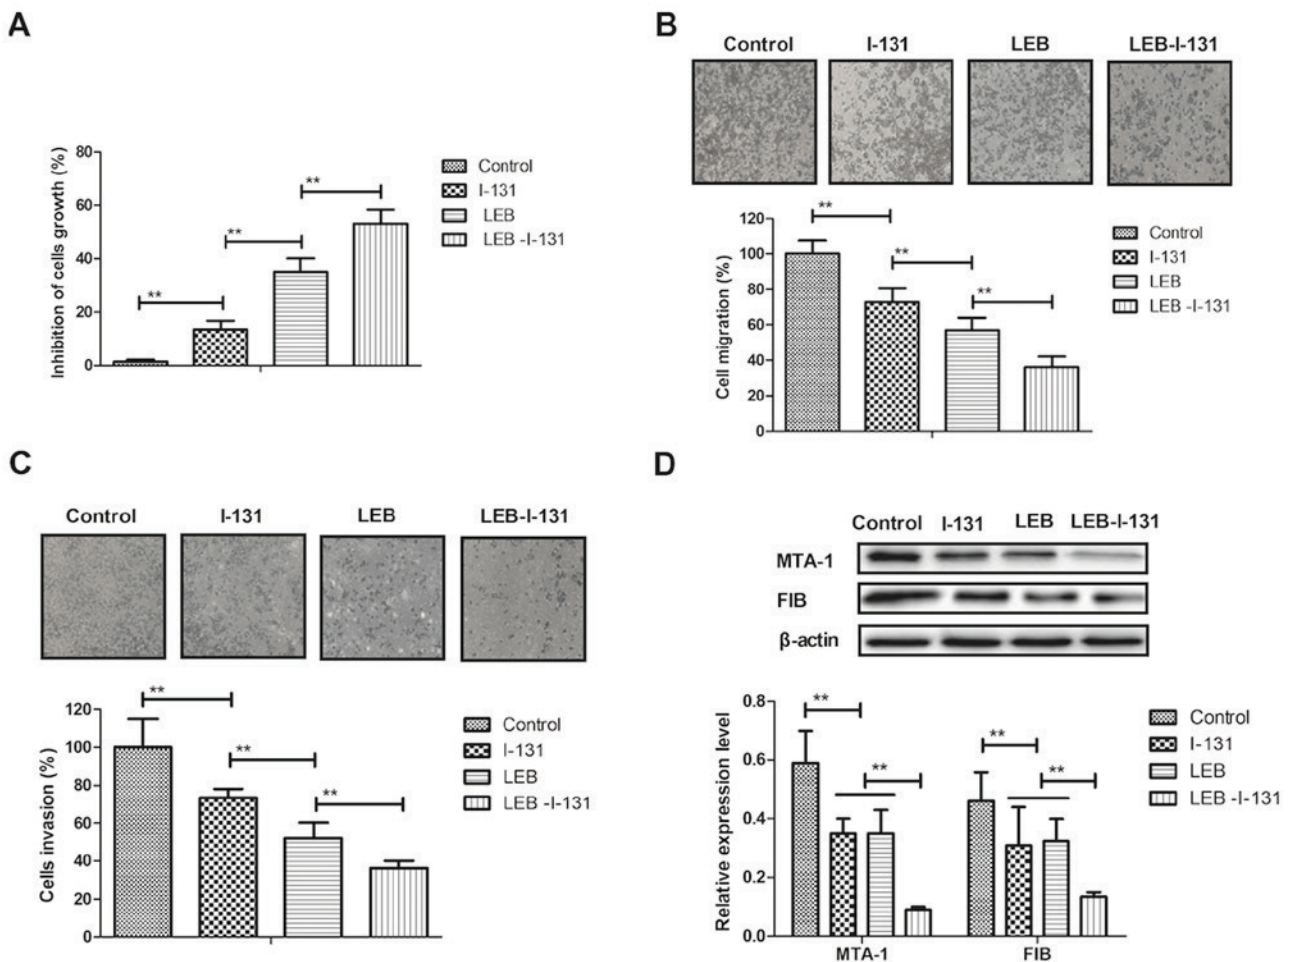 A
Inhibition of cells growth (%)
80
60
40
20
0
**
**
**
Control
I-131
LEB
LEB -I-131
B
Control I-131 LEB LEB-I-131
Cell migration (%)
120
100
80
60
40
20
0
**
**
**
Control
I-131
LEB
LEB -I-131
C
Control I-131 LEB LEB-I-131
Cells invasion (%)
120
100
80
60
40
20
0
**
**
**
Control
I-131
LEB
LEB -I-131
D
Control I-131 LEB LEB-I-131
MTA-1
FIB
β-actin
Relative expression level
0.8
0.6
0.4
0.2
0.0
**
**
**
**
MTA-1 FIB
Control
I-131
LEB
LEB -I-131